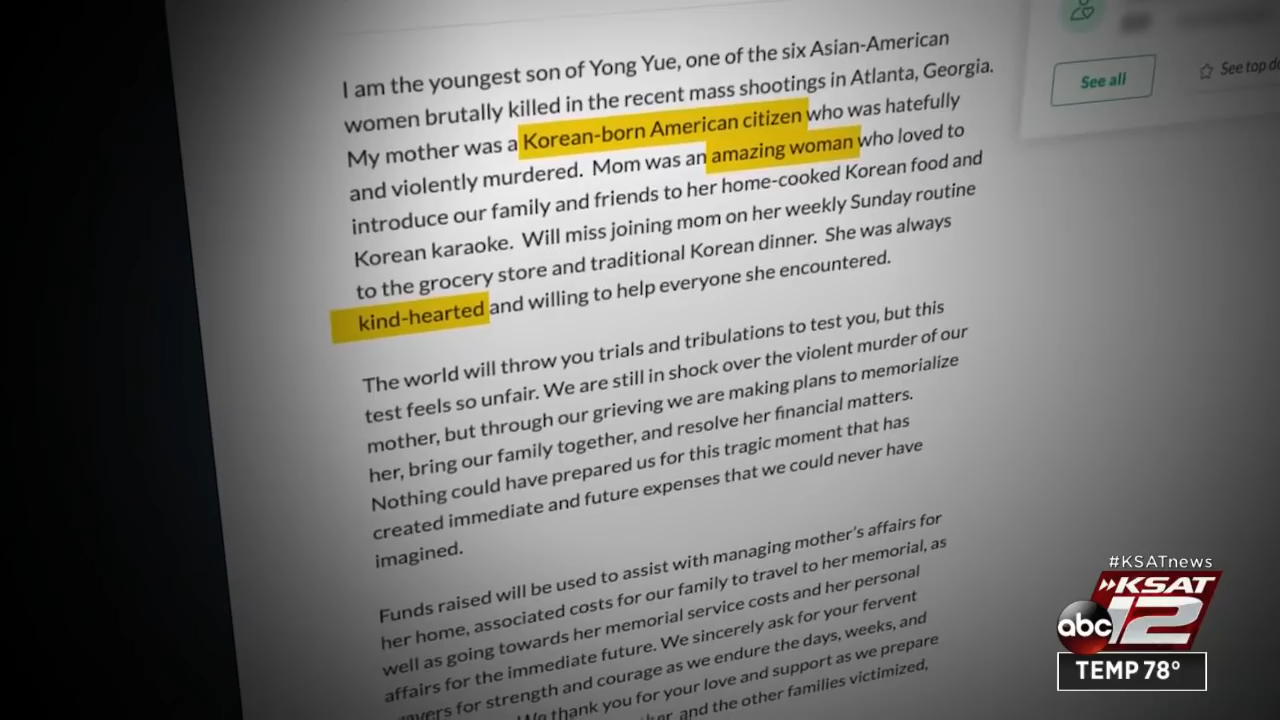 I am the youngest son of Yong Yue, one of the six Asian-American
women brutally killed in the recent mass shootings in Atlanta, Georgia.
My mother was a Korean-born American citizen who was hatefully
and violently murdered. Mom was an amazing woman who loved to
introduce our family and friends to her home-cooked Korean food and
Korean karaoke. Will miss joining mom on her weekly Sunday routine
to the grocery store and traditional Korean dinner. She was always
kind-hearted and willing to help everyone she encountered.
The world will throw you trials and tribulations to test you, but this
test feels so unfair. We are still in shock over the violent murder of our
mother, but through our grieving we are making plans to memorialize
her, bring our family together, and resolve her financial matters.
Nothing could have prepared us for this tragic moment that has
created immediate and future expenses that we could never have
imagined.
Funds raised will be used to assist with managing mother's affairs for
her home, associated costs for our family to travel to her memorial, as
well as going towards her memorial service costs and her personal
affairs for the immediate future. We sincerely ask for your fervent
for strength and courage as we endure the days, weeks, and
We thank you for your love and support as we prepare
and the other families victimized,
See all
See top
#KSATnews
KSAT
abc 12
TEMP 78°